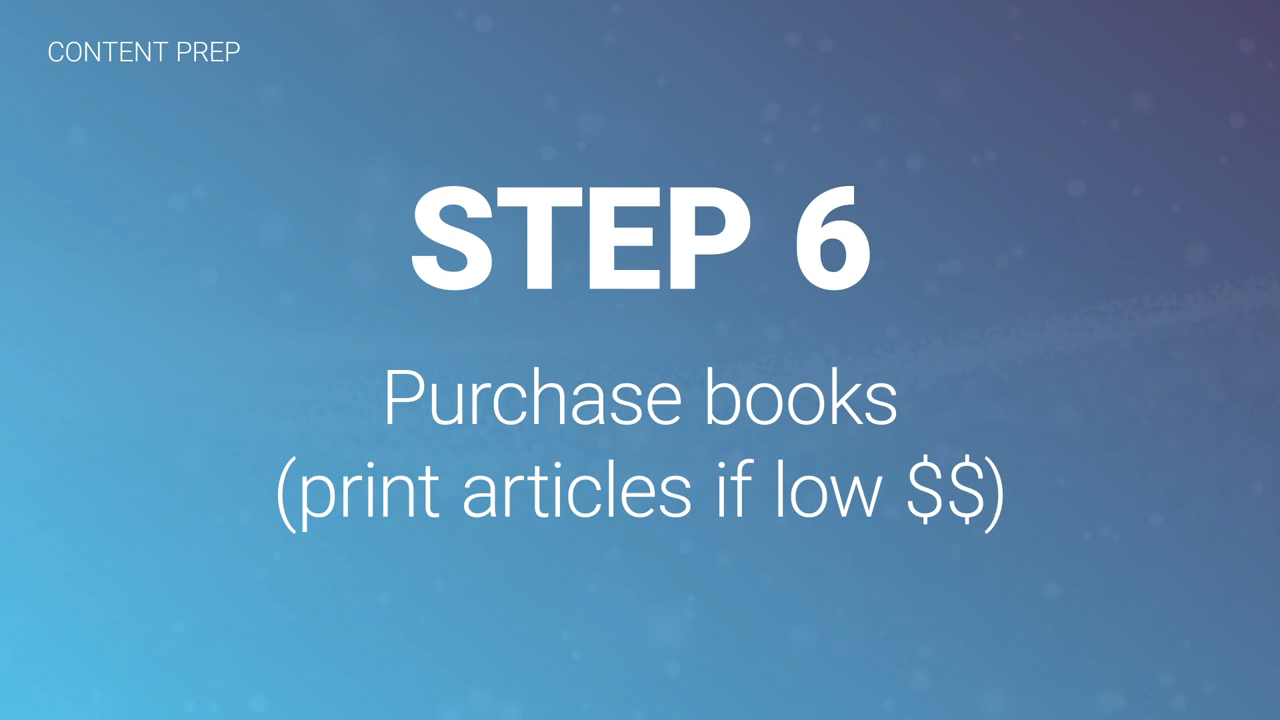 CONTENT PREP
STEP 6
Purchase books
(print articles if low $$)